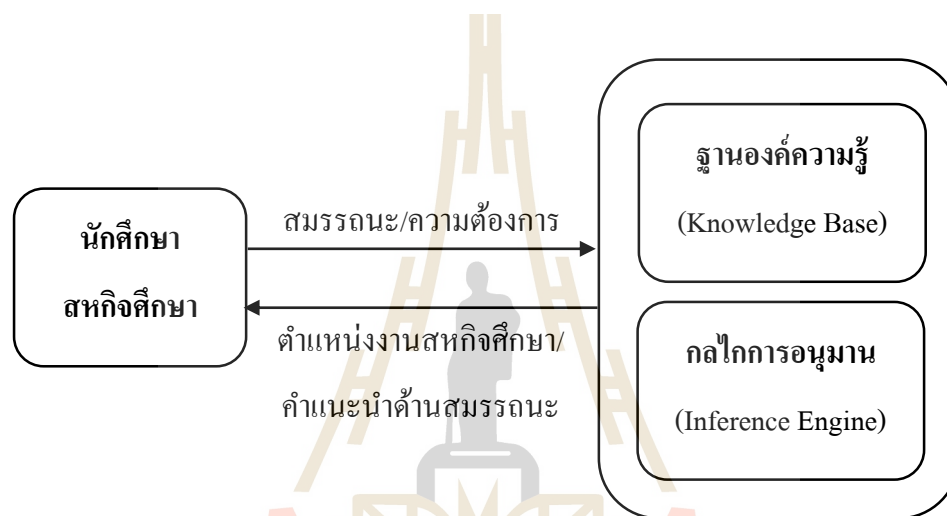 นักศึกษา
สหกิจศึกษา
สมรรถนะ/ความต้องการ
ตำแหน่งงานสหกิจศึกษา/
คำแนะนำด้านสมรรถนะ
ฐานองค์ความรู้
(Knowledge Base)
กลไกการอนุมาน
(Inference Engine)